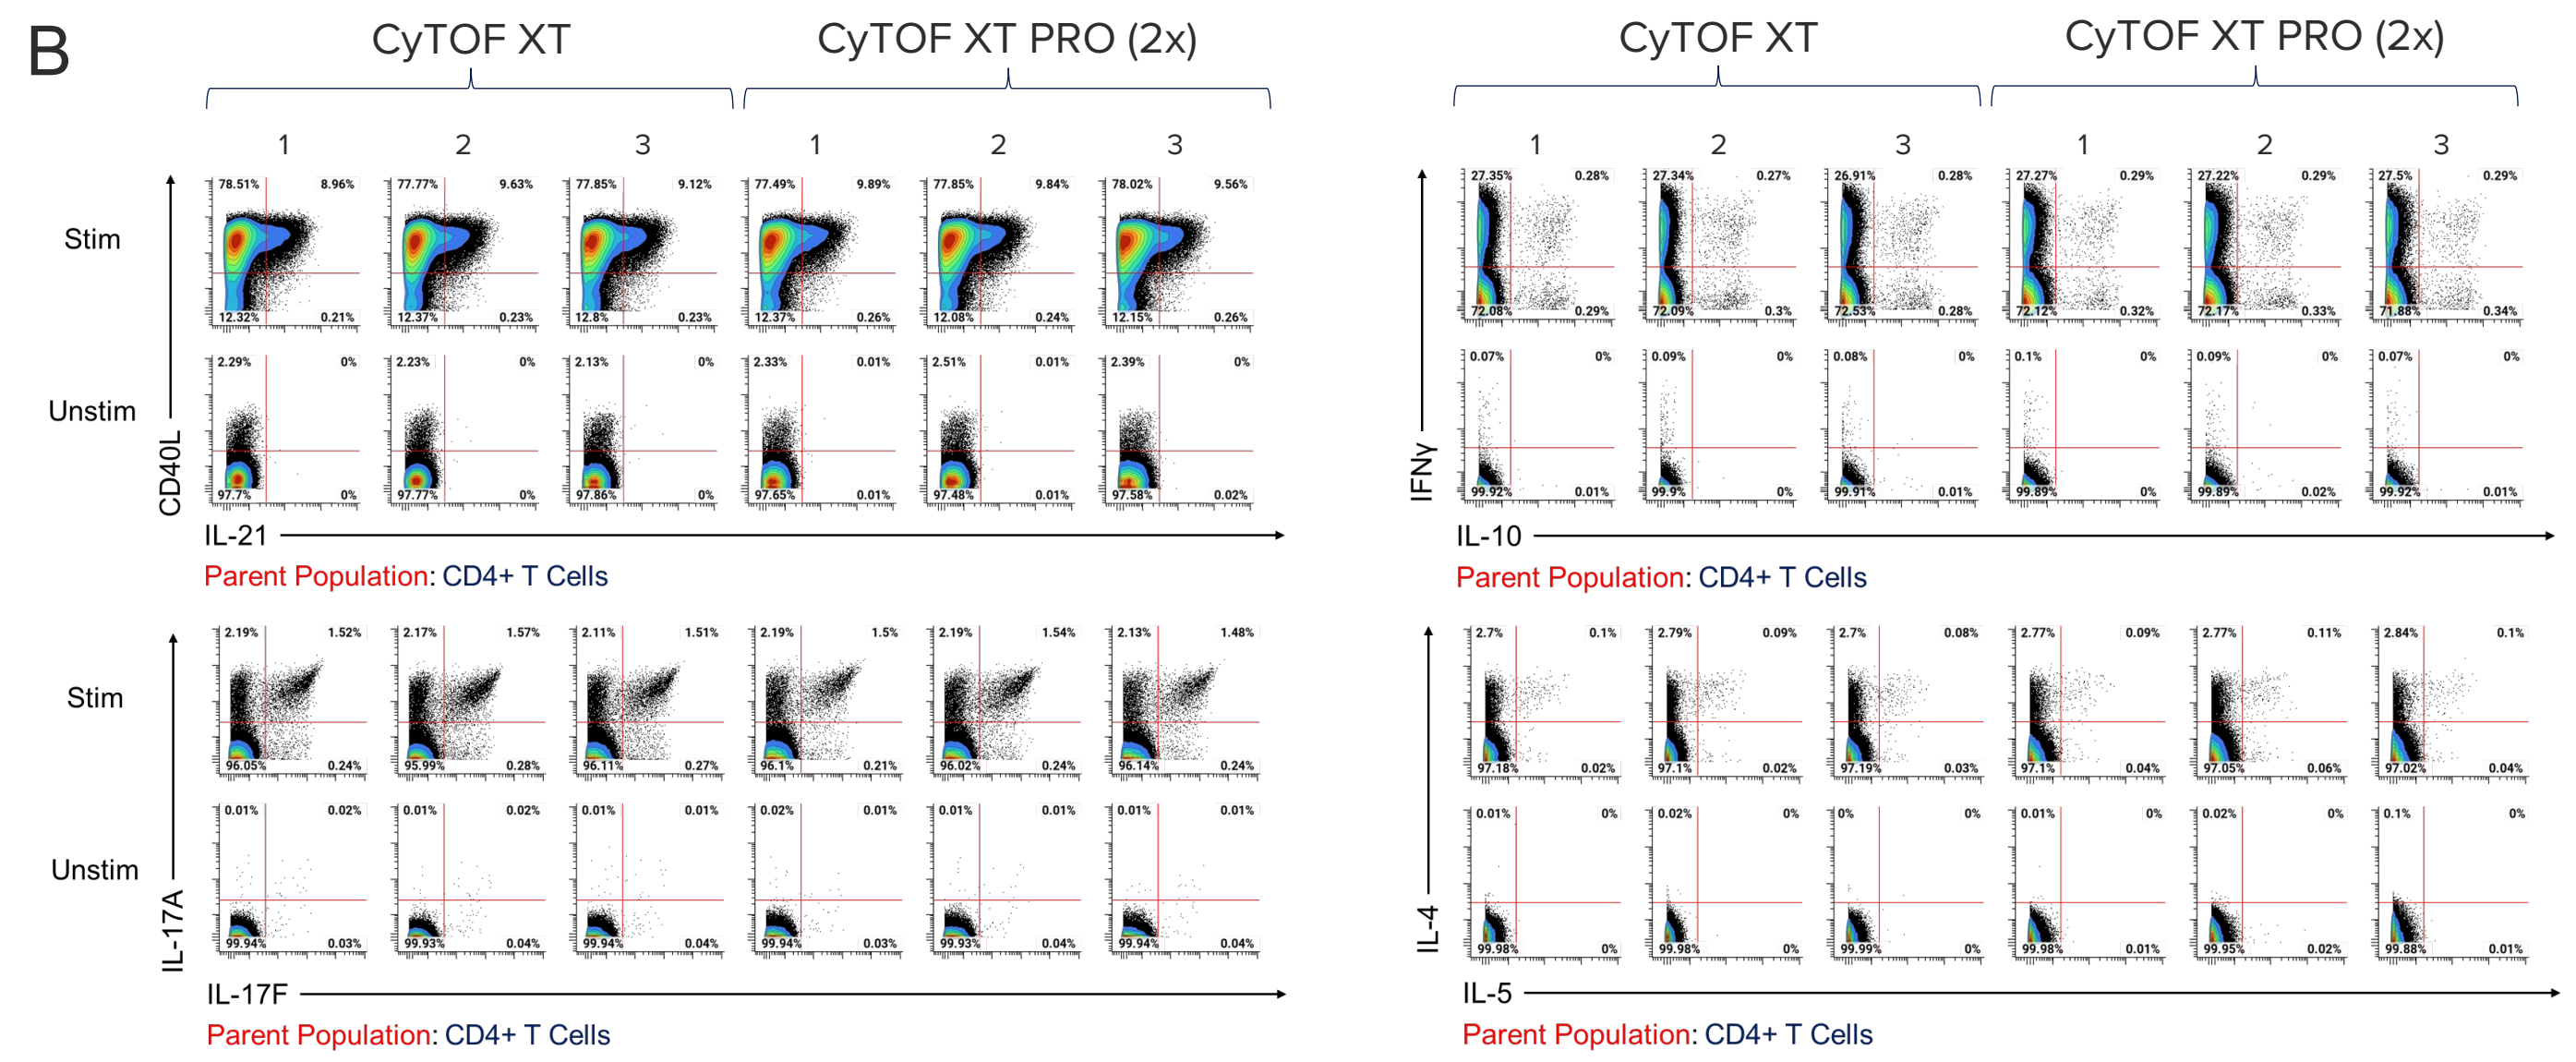 B
CyTOF XT
CyTOF XT PRO (2x)
1 2 3 1 2 3
Stim
78.51% 8.96% 77.77% 9.63% 77.85% 9.12% 77.49% 9.89% 77.85% 9.84% 78.02% 9.56%
12.32% 0.21% 12.37% 0.23% 12.8% 0.23% 12.37% 0.26% 12.08% 0.24% 12.15% 0.26%
Unstim
2.29% 0% 2.23% 0% 2.13% 0% 2.33% 0.01% 2.51% 0.01% 2.39% 0%
97.7% 0% 97.77% 0% 97.86% 0% 97.65% 0.01% 97.48% 0.01% 97.58% 0.02%
CD40L
IL-21
Parent Population: CD4+ T Cells
CyTOF XT
CyTOF XT PRO (2x)
1 2 3 1 2 3
27.35% 0.28% 27.34% 0.27% 26.91% 0.28% 27.27% 0.29% 27.22% 0.29% 27.5% 0.29%
72.08% 0.29% 72.09% 0.3% 72.53% 0.28% 72.12% 0.32% 72.17% 0.33% 71.88% 0.34%
0.07% 0% 0.09% 0% 0.08% 0% 0.1% 0% 0.09% 0% 0.07% 0%
99.92% 0.01% 99.9% 0% 99.91% 0.01% 99.89% 0% 99.89% 0.02% 99.92% 0.01%
IFNγ
IL-10
Parent Population: CD4+ T Cells
Stim
2.19% 1.52% 2.17% 1.57% 2.11% 1.51% 2.19% 1.5% 2.19% 1.54% 2.13% 1.48%
96.05% 0.24% 95.99% 0.28% 96.11% 0.27% 96.1% 0.21% 96.02% 0.24% 96.14% 0.24%
Unstim
0.01% 0.02% 0.01% 0.02% 0.01% 0.01% 0.02% 0.01% 0.01% 0.01% 0.01% 0.01%
99.94% 0.03% 99.93% 0.04% 99.94% 0.04% 99.94% 0.03% 99.93% 0.04% 99.94% 0.04%
IL-17A
IL-17F
Parent Population: CD4+ T Cells
2.7% 0.1% 2.79% 0.09% 2.7% 0.08% 2.77% 0.09% 2.77% 0.11% 2.84% 0.1%
97.18% 0.02% 97.1% 0.02% 97.19% 0.03% 97.1% 0.04% 97.05% 0.06% 97.02% 0.04%
0.01% 0% 0.02% 0% 0% 0% 0.01% 0% 0.02% 0% 0.1% 0%
99.98% 0% 99.98% 0% 99.99% 0% 99.98% 0.01% 99.95% 0.02% 99.88% 0.01%
IL-4
IL-5
Parent Population: CD4+ T Cells